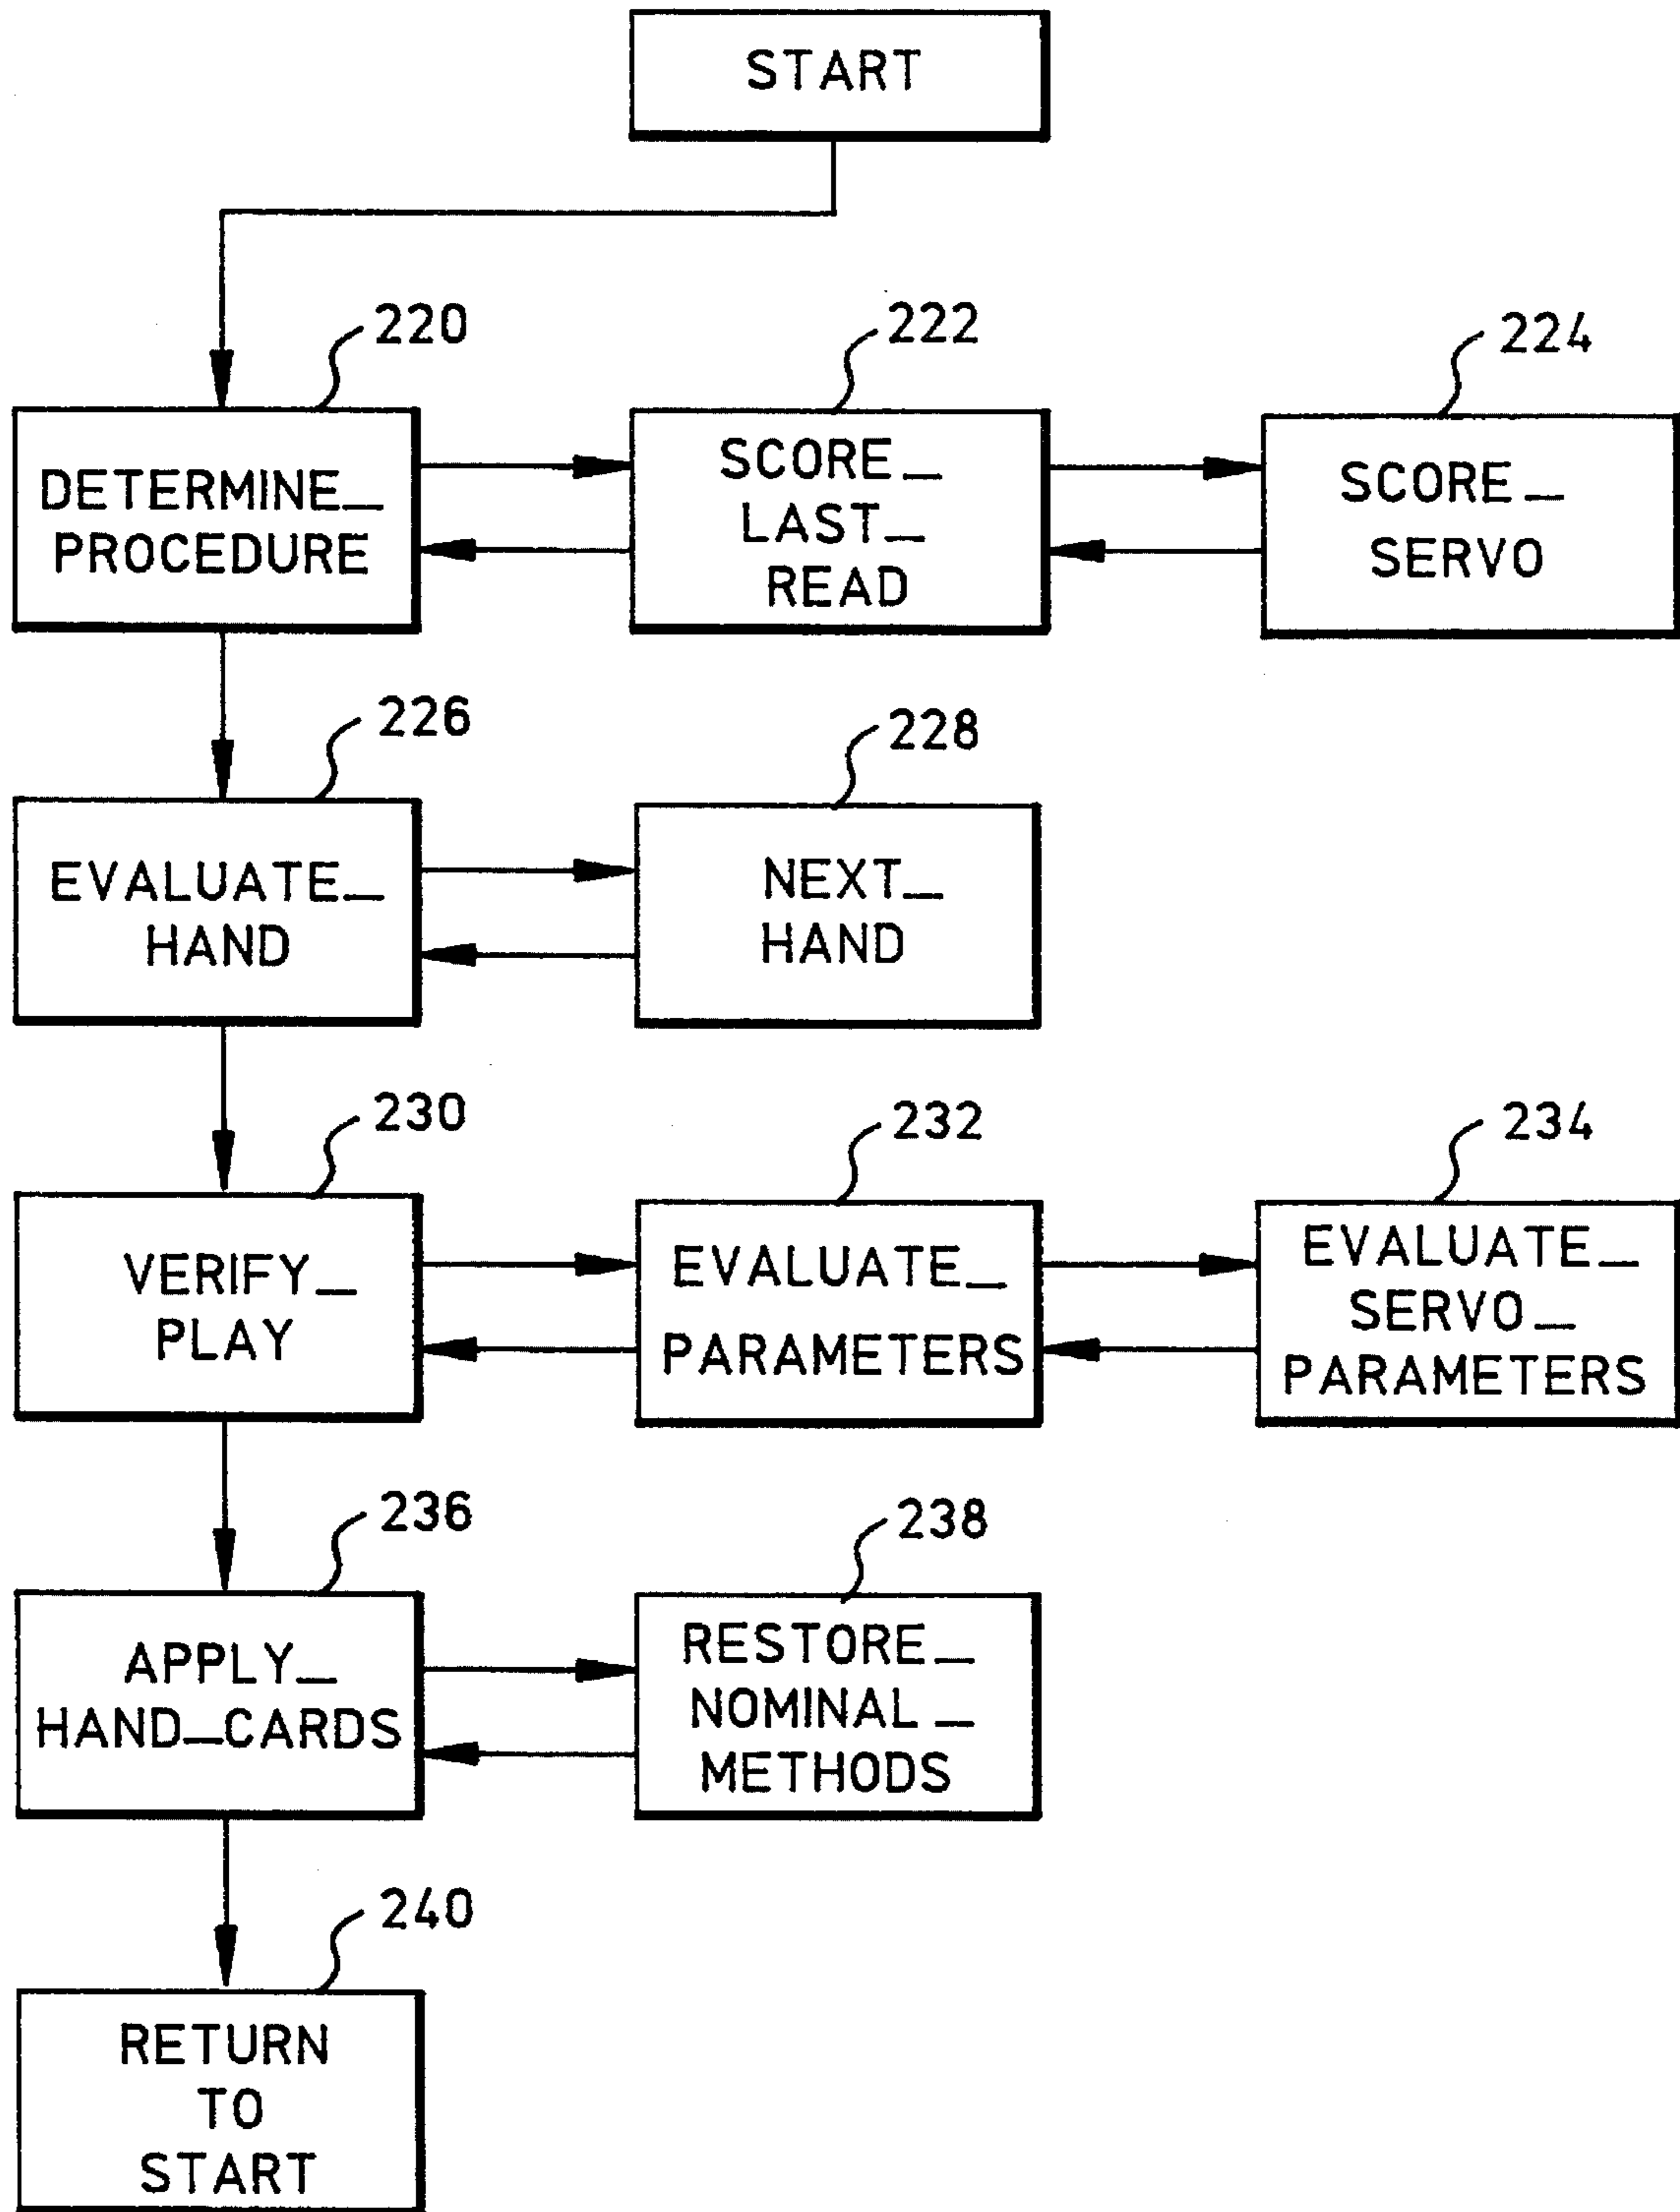 START
220
222
224
DETERMINE_
PROCEDURE
SCORE_
LAST_
READ
SCORE_
SERVO
226
228
EVALUATE_
HAND
NEXT_
HAND
230
232
234
VERIFY_
PLAY
EVALUATE_
PARAMETERS
EVALUATE_
SERVO_
PARAMETERS
236
238
APPLY_
HAND_CARDS
RESTORE_
NOMINAL_
METHODS
240
RETURN
TO
START